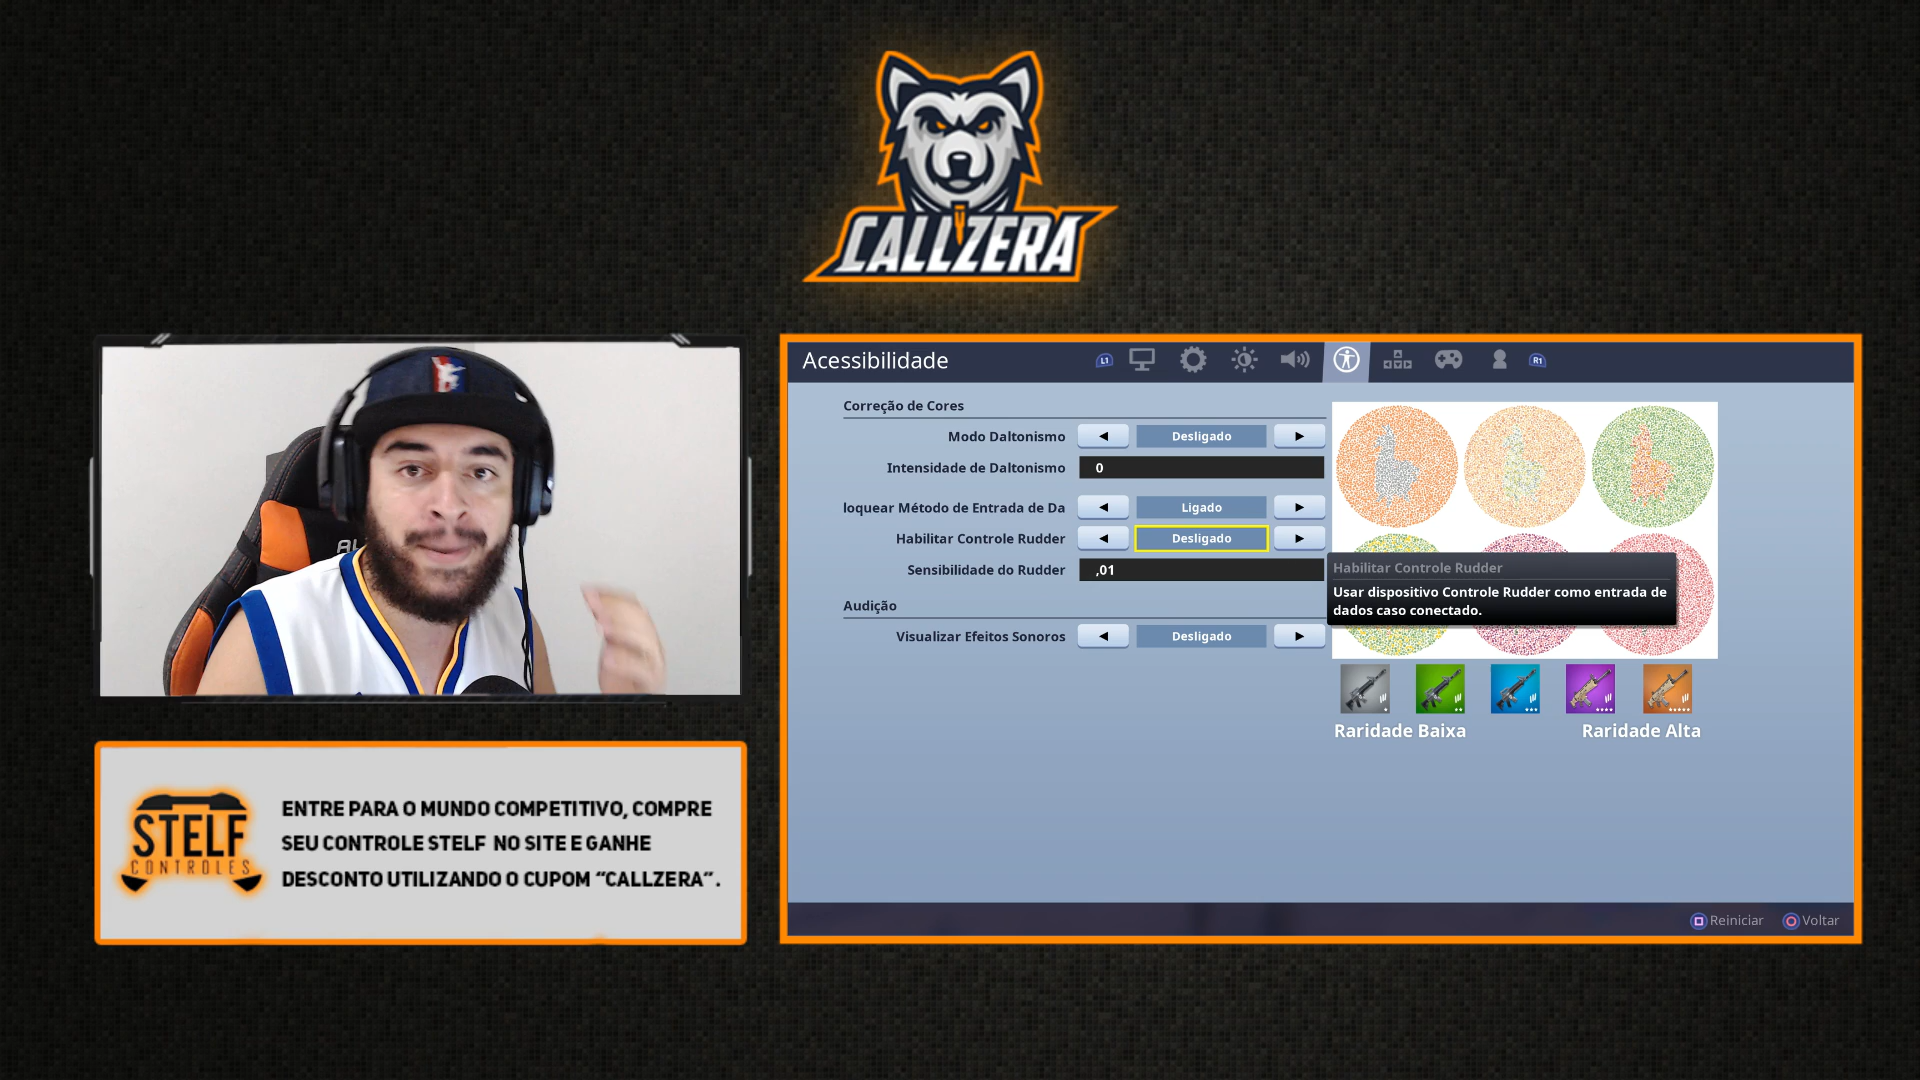 CALLZERA
Acessibilidade
L1
R1
Correção de Cores
Modo Daltonismo
Desligado
Intensidade de Daltonismo
0
loquear Método de Entrada de Da
Ligado
Habilitar Controle Rudder
Desligado
Sensibilidade do Rudder
,01
Audição
Visualizar Efeitos Sonoros
Desligado
Habilitar Controle Rudder
Usar dispositivo Controle Rudder como entrada de
dados caso conectado.
Raridade Baixa
Raridade Alta
Reiniciar
Voltar
STELF
CONTROLES
ENTRE PARA O MUNDO COMPETITIVO, COMPRE
SEU CONTROLE STELF NO SITE E GANHE
DESCONTO UTILIZANDO O CUPOM “CALLZERA”.